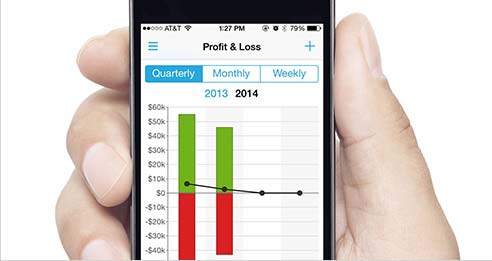 AT&T 1:27 PM 79%
Profit & Loss +
Quarterly Monthly Weekly
2013 2014
$60k
$50k
$40k
$30k
$20k
$10k
$0
-$10k
-$20k
-$30k
-$40k